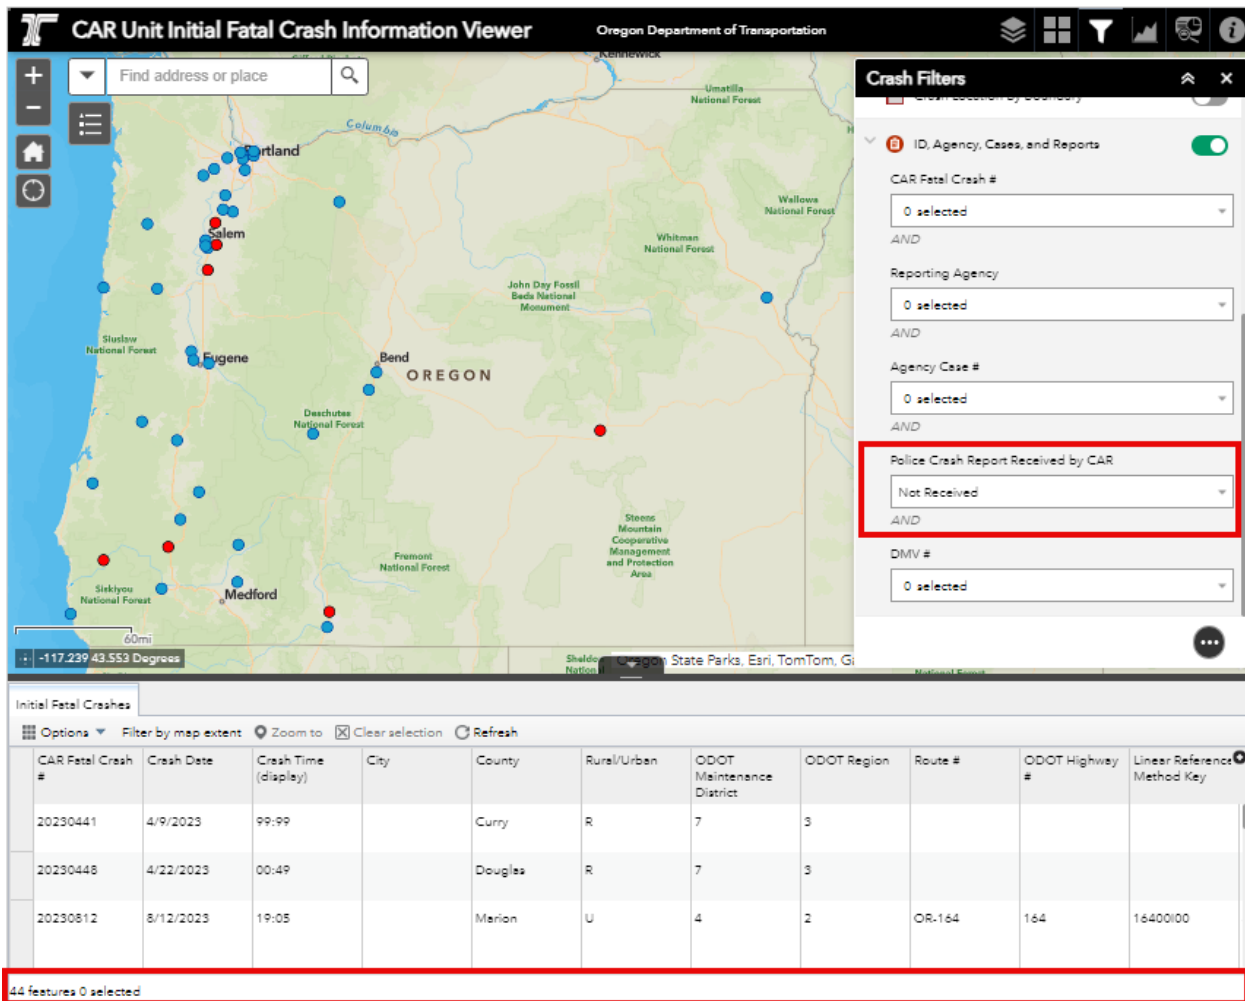 CAR Unit Initial Fatal Crash Information Viewer
Oregon Department of Transportation
Find address or place
Kennewick
Umatilla
National Forest
Columbia
Portland
Wallowa
National Forest
Salem
Whitman
National Forest
John Day Fossil
Beds National
Monument
Siuslaw
National Forest
Eugene
Bend
OREGON
Deschutes
National Forest
Steens
Mountain
Cooperative
Management
and Protection
Area
Fremont
National Forest
Siskiyou
National Forest
Medford
60mi
-117.239 43.553 Degrees
Oregon State Parks, Esri, TomTom, Ga
National Forest
Crash Filters
Crash Location by Boundary
ID, Agency, Cases, and Reports
CAR Fatal Crash #
0 selected
AND
Reporting Agency
0 selected
AND
Agency Case #
0 selected
AND
Police Crash Report Received by CAR
Not Received
AND
DMV #
0 selected
Initial Fatal Crashes
Options Filter by map extent Zoom to Clear selection Refresh
CAR Fatal Crash # Crash Date Crash Time (display) City County Rural/Urban ODOT Maintenance District ODOT Region Route # ODOT Highway # Linear Reference Method Key
20230441 4/9/2023 99:99 Curry R 7 3
20230448 4/22/2023 00:49 Douglas R 7 3
20230812 8/12/2023 19:05 Marion U 4 2 OR-164 164 16400I00
44 features 0 selected